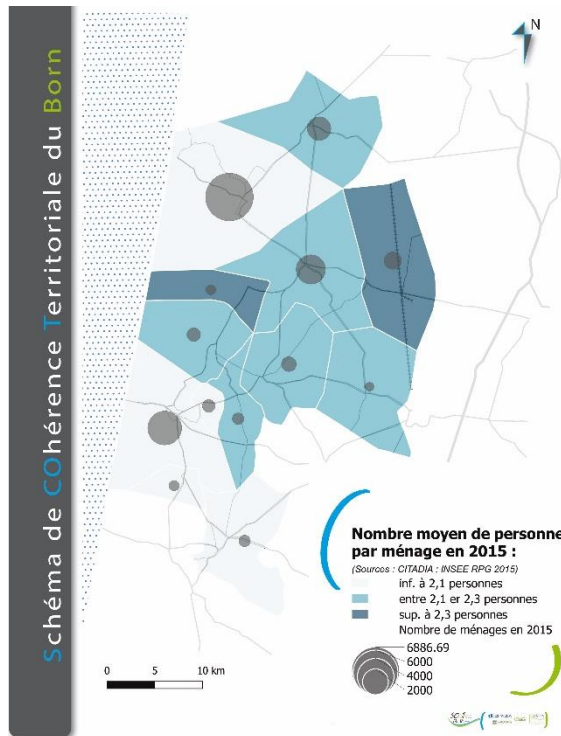 Schéma de COhérence Territoriale du Born
N
Nombre moyen de personne
par ménage en 2015 :
(Sources : CITADIA : INSEE RPG 2015)
inf. à 2,1 personnes
entre 2,1 er 2,3 personnes
sup. à 2,3 personnes
Nombre de ménages en 2015
6886.69
6000
4000
2000
0 5 10 km